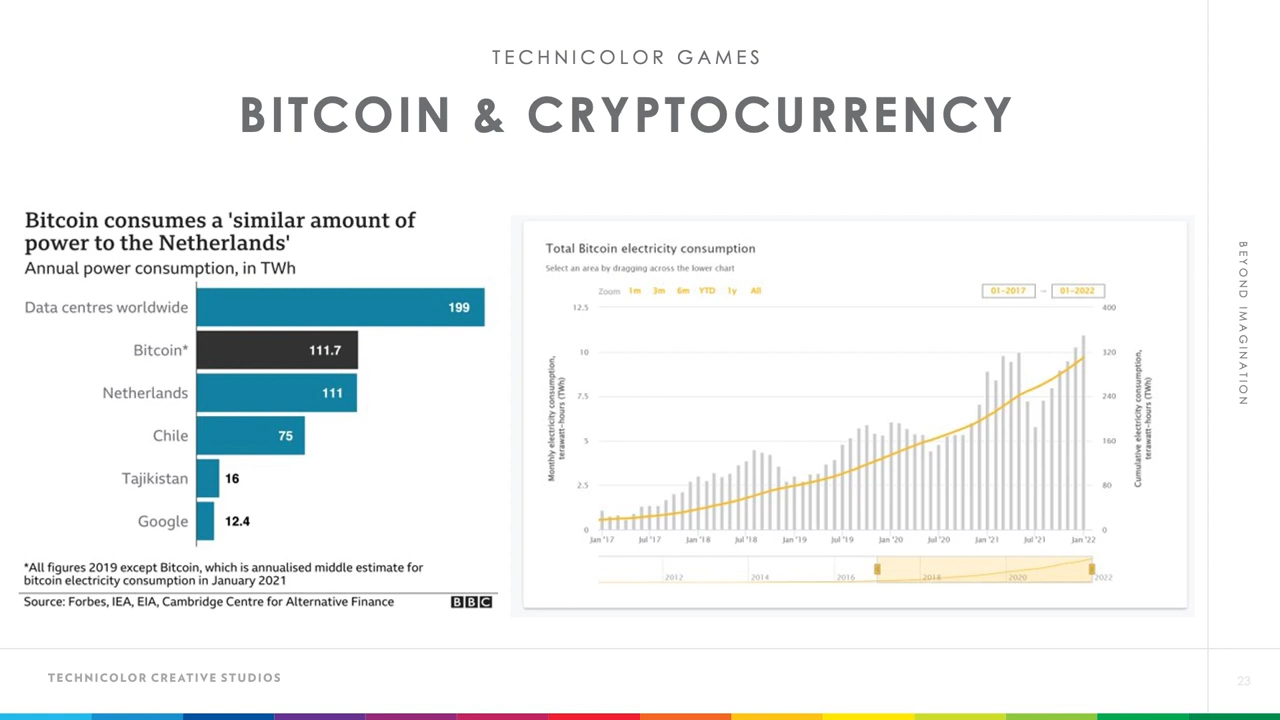 TECHNICOLOR GAMES
BITCOIN & CRYPTOCURRENCY
Bitcoin consumes a 'similar amount of
power to the Netherlands'
Annual power consumption, in TWh
Data centres worldwide 199
Bitcoin* 111.7
Netherlands 111
Chile 75
Tajikistan 16
Google 12.4
*All figures 2019 except Bitcoin, which is annualised middle estimate for
bitcoin electricity consumption in January 2021
Source: Forbes, IEA, EIA, Cambridge Centre for Alternative Finance BBC
Total Bitcoin electricity consumption
Select an area by dragging across the lower chart
Zoom 1m 3m 6m YTD 1y All 01-2017 → 01-2022
Monthly electricity consumption,
terawatt-hours (TWh)
12.5 400
10 320
7.5 240
5 160
2.5 80
0 0
Cumulative electricity consumption,
terawatt-hours (TWh)
Jan '17 Jul '17 Jan '18 Jul '18 Jan '19 Jul '19 Jan '20 Jul '20 Jan '21 Jul '21 Jan '22
2012 2014 2016 2018 2020 2022
BEYOND IMAGINATION
TECHNICOLOR CREATIVE STUDIOS
23